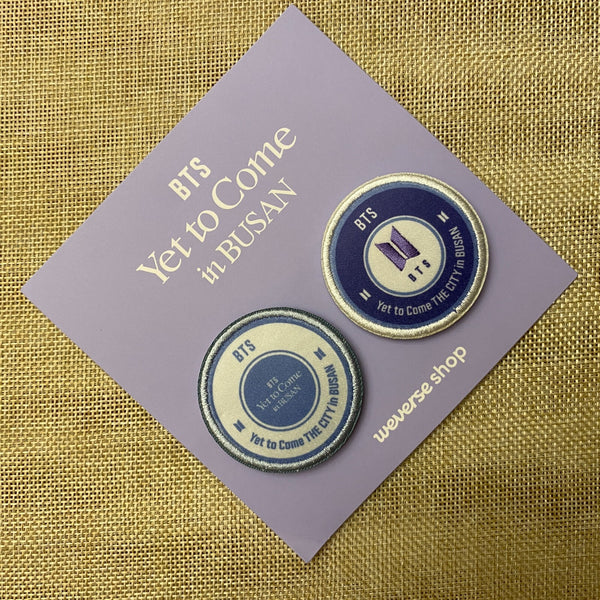 BTS
Yet to Come
in BUSAN
BTS
BTS
Yet to Come THE CITY in BUSAN
BTS
BTS
Yet to Come
in BUSAN
Yet to Come THE CITY in BUSAN
weverse shop